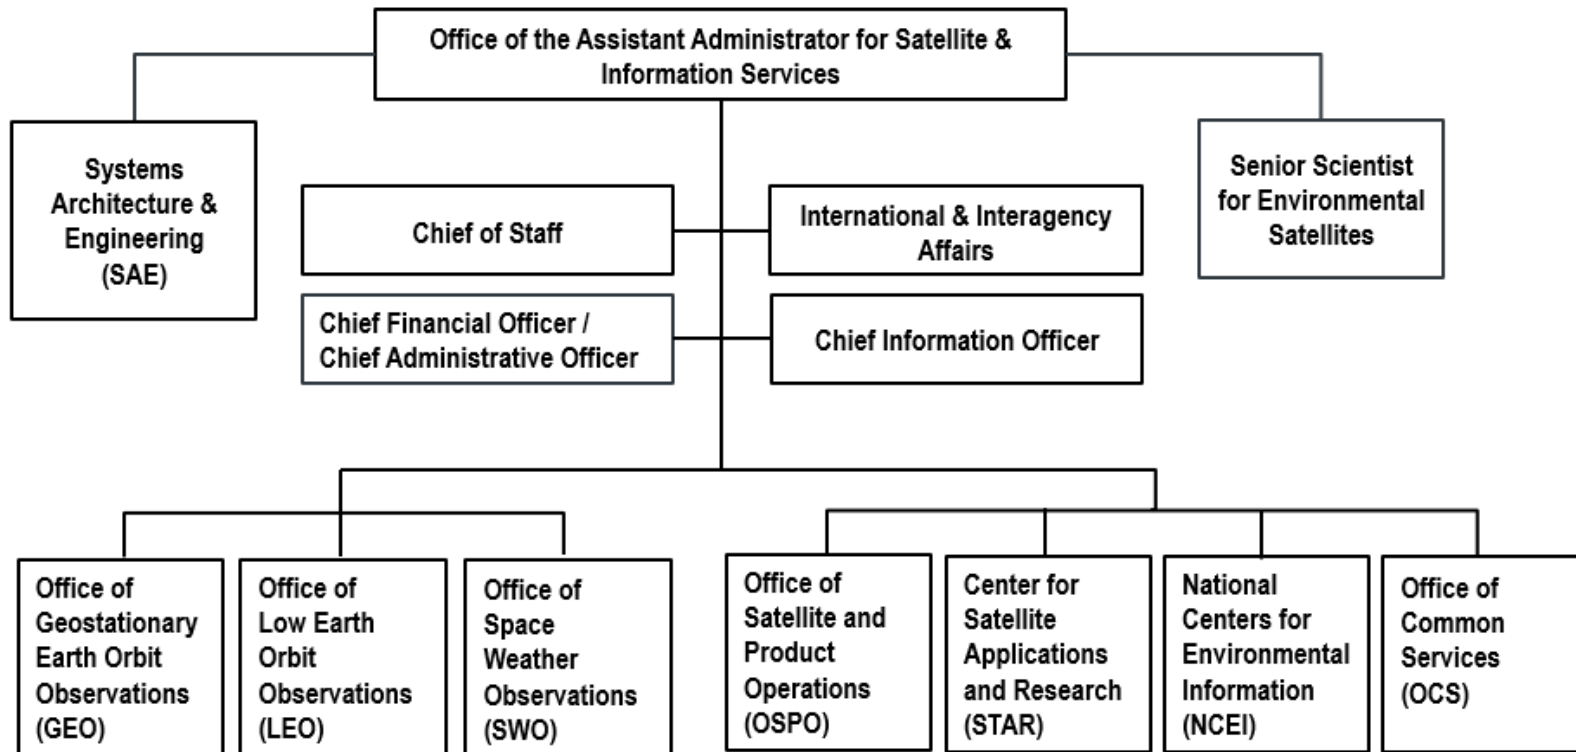 Office of the Assistant Administrator for Satellite &
Information Services
Systems
Architecture &
Engineering
(SAE)
Senior Scientist
for Environmental
Satellites
Chief of Staff
International & Interagency
Affairs
Chief Financial Officer /
Chief Administrative Officer
Chief Information Officer
Office of
Geostationary
Earth Orbit
Observations
(GEO)
Office of
Low Earth
Orbit
Observations
(LEO)
Office of
Space
Weather
Observations
(SWO)
Office of
Satellite and
Product
Operations
(OSPO)
Center for
Satellite
Applications
and Research
(STAR)
National
Centers for
Environmental
Information
(NCEI)
Office of
Common
Services
(OCS)